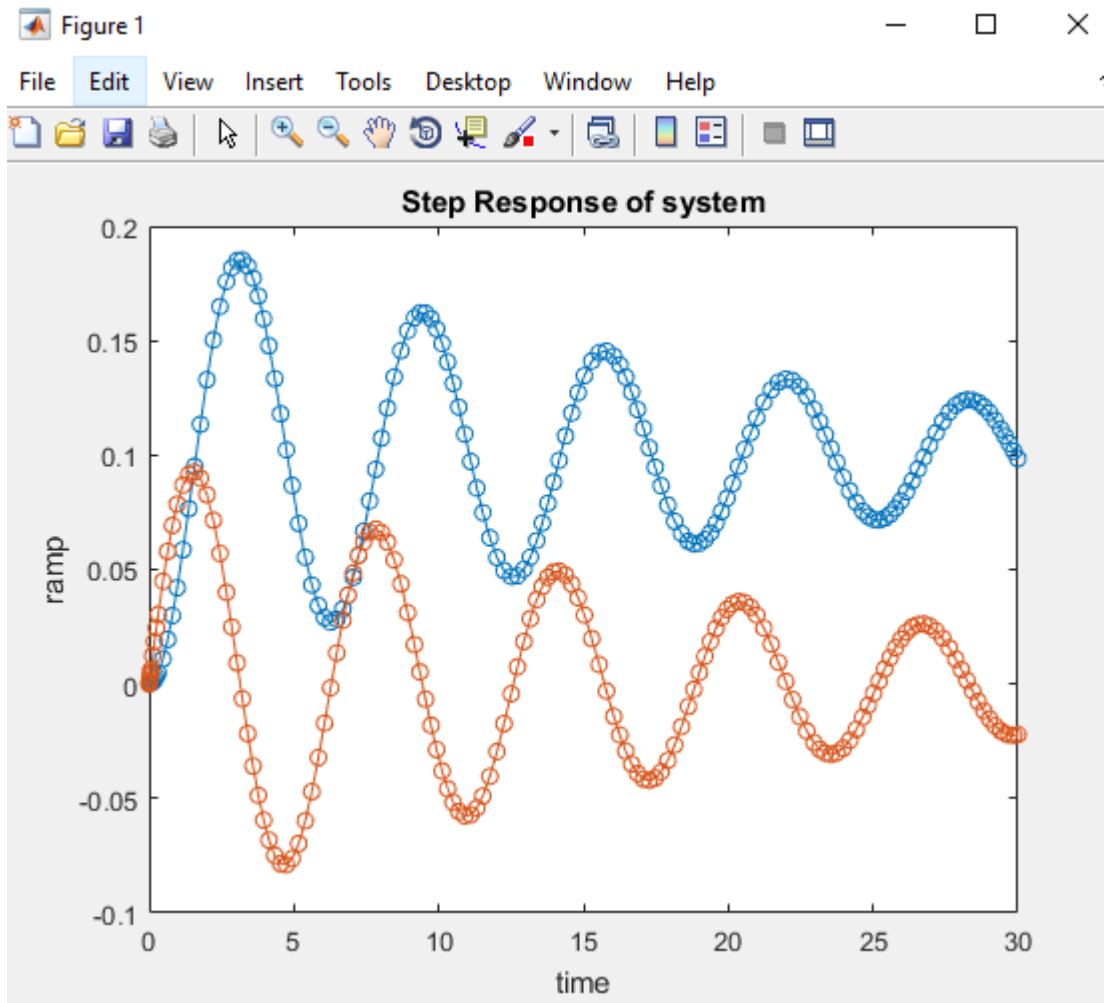 Figure 1
File Edit View Insert Tools Desktop Window Help
Step Response of system
0.2
0.15
0.1
0.05
0
-0.05
-0.1
ramp
0 5 10 15 20 25 30
time